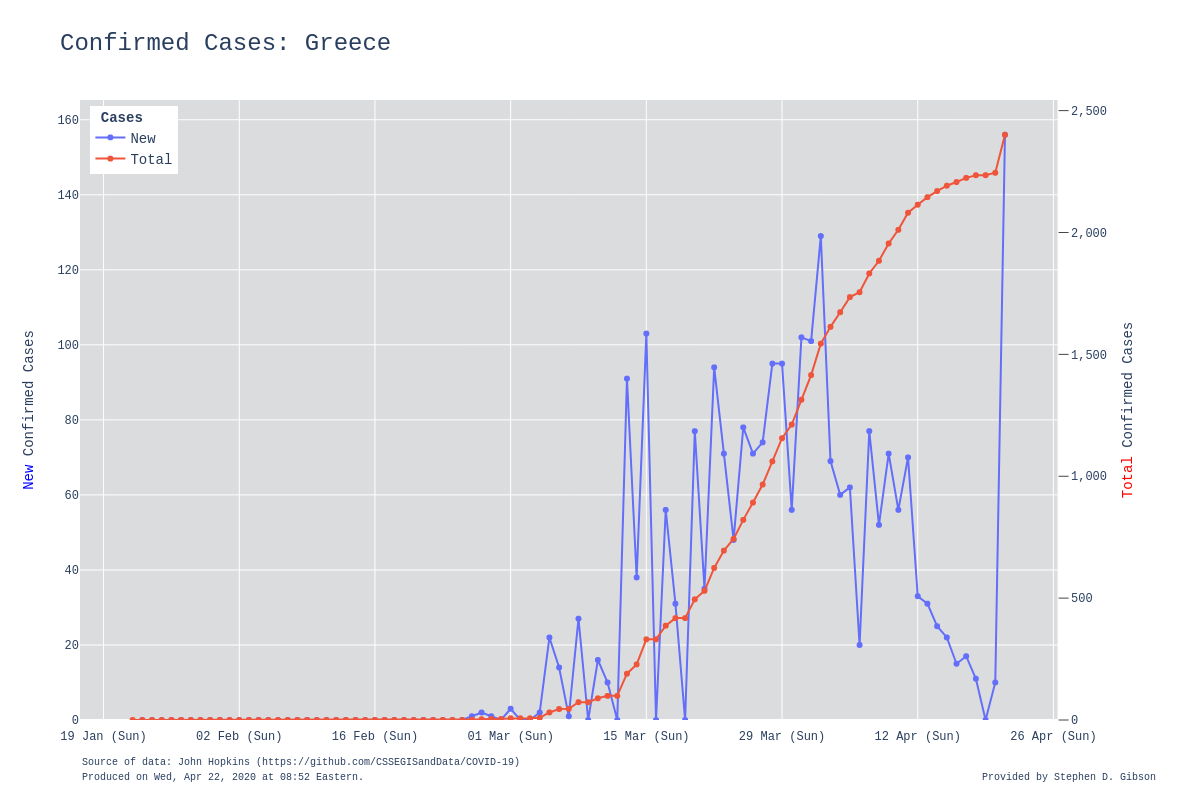 Confirmed Cases: Greece
Cases
New
Total
160
140
120
100
80
60
40
20
0
New Confirmed Cases
2,500
2,000
1,500
1,000
500
0
Total Confirmed Cases
19 Jan (Sun) 02 Feb (Sun) 16 Feb (Sun) 01 Mar (Sun) 15 Mar (Sun) 29 Mar (Sun) 12 Apr (Sun) 26 Apr (Sun)
Source of data: John Hopkins (https://github.com/CSSEGISandData/COVID-19)
Produced on Wed, Apr 22, 2020 at 08:52 Eastern.
Provided by Stephen D. Gibson